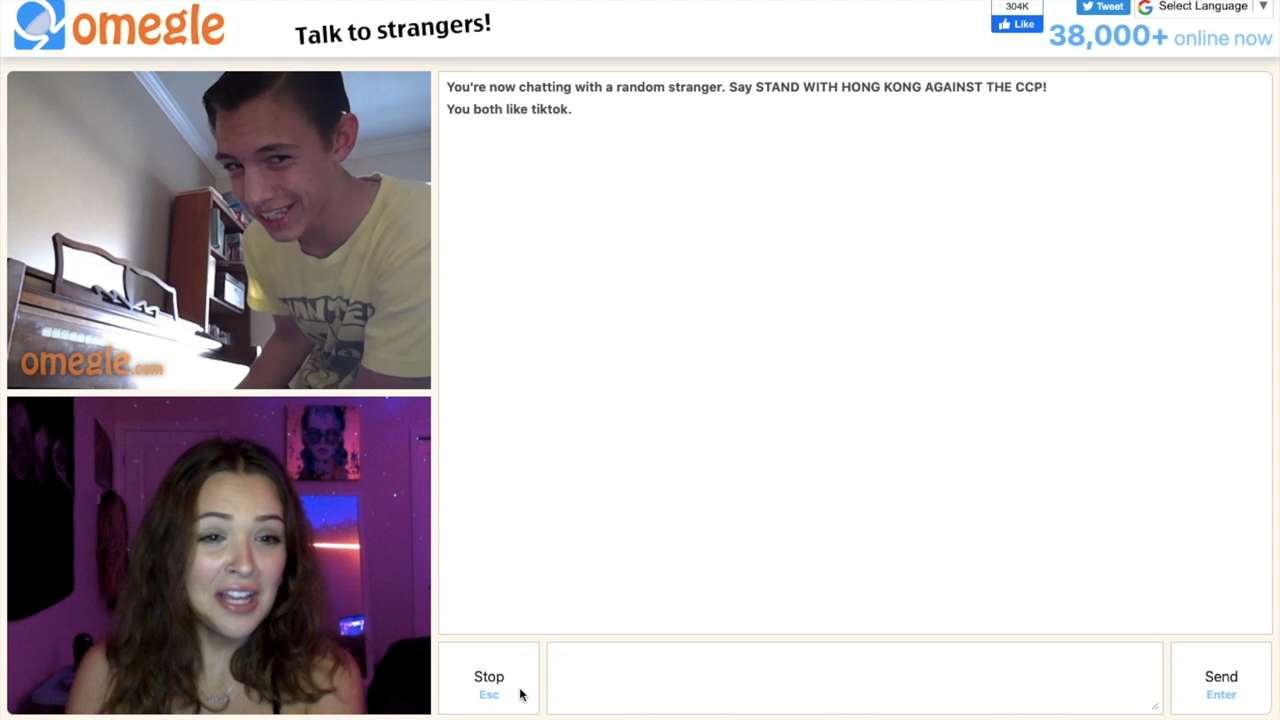 omegle
Talk to strangers!
304K
Like
Tweet
Select Language
38,000+ online now
You're now chatting with a random stranger. Say STAND WITH HONG KONG AGAINST THE CCP!
You both like tiktok.
omegle.com
Stop
Esc
Send
Enter